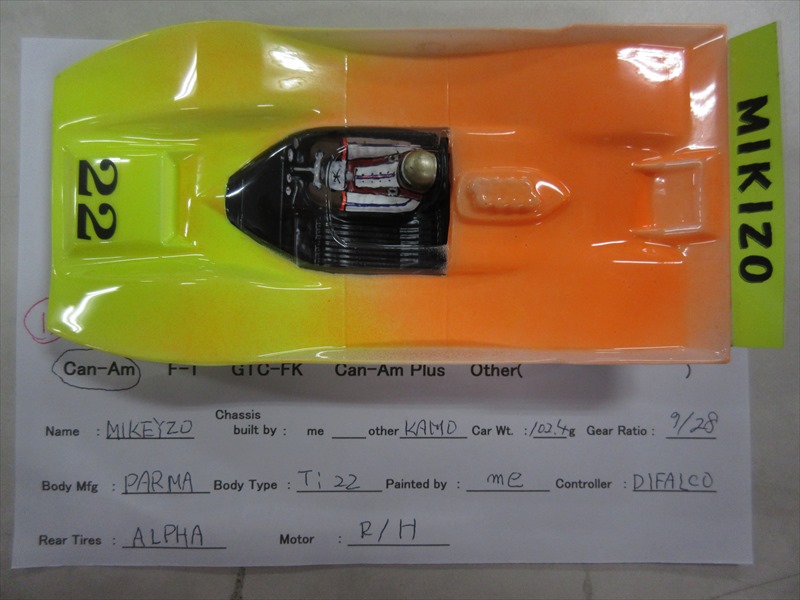 22
MIKIZO
Can-Am F-1 GTC-FK Can-Am Plus Other( )
Name : MIKEYZO Chassis built by : me ___ other KAMO Car Wt. : 102.4g Gear Ratio : 9/28
Body Mfg : PARMA Body Type : Ti 22 Painted by : me Controller : DIFALCO
Rear Tires : ALPHA Motor : R/H